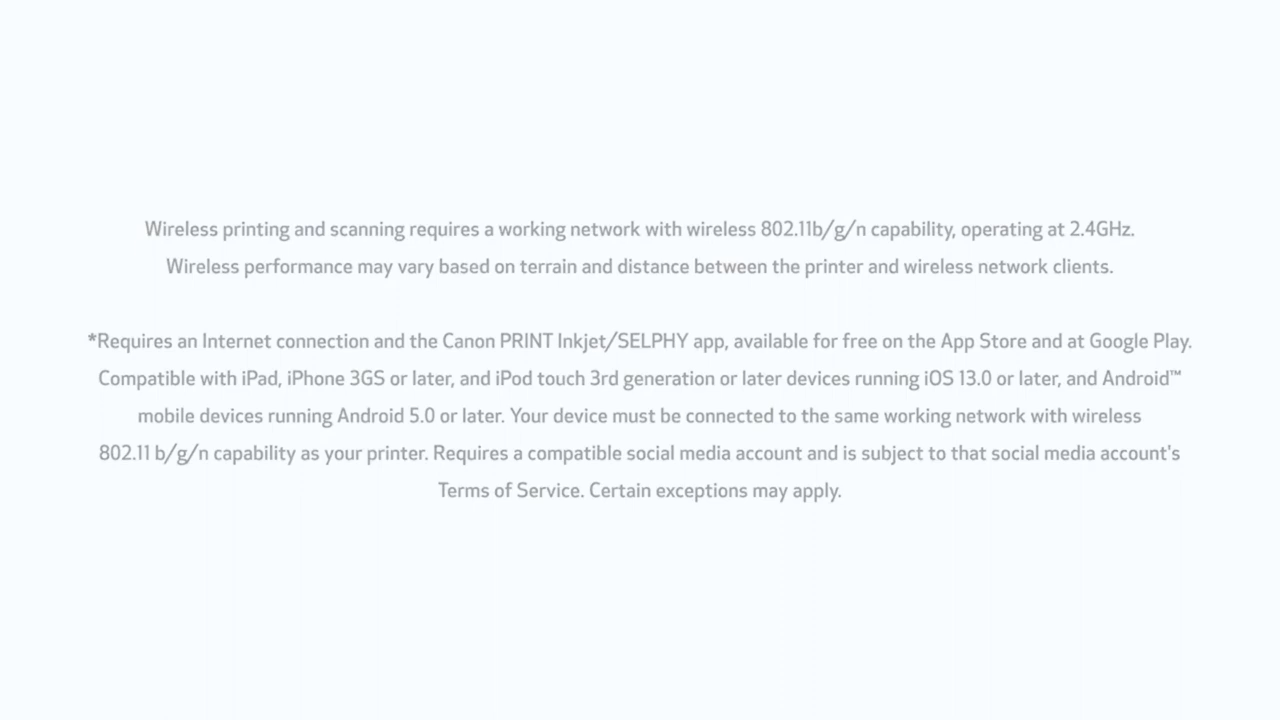 Wireless printing and scanning requires a working network with wireless 802.11b/g/n capability, operating at 2.4GHz.
Wireless performance may vary based on terrain and distance between the printer and wireless network clients.
*Requires an Internet connection and the Canon PRINT Inkjet/SELPHY app, available for free on the App Store and at Google Play.
Compatible with iPad, iPhone 3GS or later, and iPod touch 3rd generation or later devices running iOS 13.0 or later, and Android™
mobile devices running Android 5.0 or later. Your device must be connected to the same working network with wireless
802.11 b/g/n capability as your printer. Requires a compatible social media account and is subject to that social media account's
Terms of Service. Certain exceptions may apply.